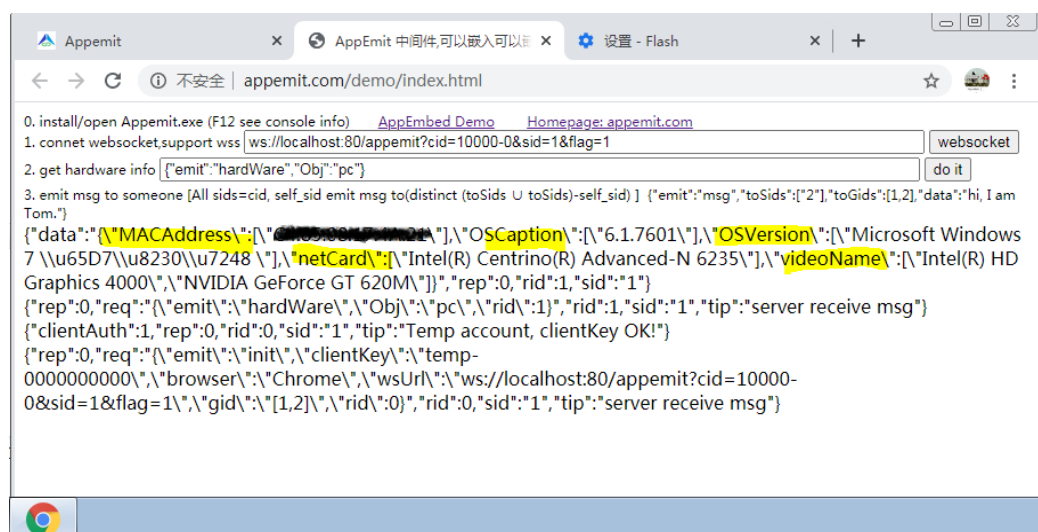 Appemit
AppEmit 中间件,可以嵌入可以
设置 - Flash
不安全 | appemit.com/demo/index.html
0. install/open Appemit.exe (F12 see console info) AppEmbed Demo Homepage: appemit.com
1. connet websocket,support wss ws://localhost:80/appemit?cid=10000-0&sid=1&flag=1 websocket
2. get hardware info {"emit":"hardWare","Obj":"pc"} do it
3. emit msg to someone [All sids=cid, self_sid emit msg to(distinct (toSids ∪ toSids)-self_sid) ] {"emit":"msg","toSids":["2"],"toGids":[1,2],"data":"hi, I am
Tom."}
{"data":"{\"MACAddress\":[\"\"],\"OSCaption\":[\"6.1.7601\"],\"OSVersion\":[\"Microsoft Windows
7 \\u65D7\\u8230\\u7248 \"],\"netCard\":[\"Intel(R) Centrino(R) Advanced-N 6235\"],\"videoName\":[\"Intel(R) HD
Graphics 4000\",\"NVIDIA GeForce GT 620M\"]}","rep":0,"rid":1,"sid":"1"}
{"rep":0,"req":"{\"emit\":\"hardWare\",\"Obj\":\"pc\",\"rid\":1}","rid":1,"sid":"1","tip":"server receive msg"}
{"clientAuth":1,"rep":0,"rid":0,"sid":"1","tip":"Temp account, clientKey OK!"}
{"rep":0,"req":"{\"emit\":\"init\",\"clientKey\":\"temp-
0000000000\",\"browser\":\"Chrome\",\"wsUrl\":\"ws://localhost:80/appemit?cid=10000-
0&sid=1&flag=1\",\"gid\":\"[1,2]\",\"rid\":0}","rid":0,"sid":"1","tip":"server receive msg"}